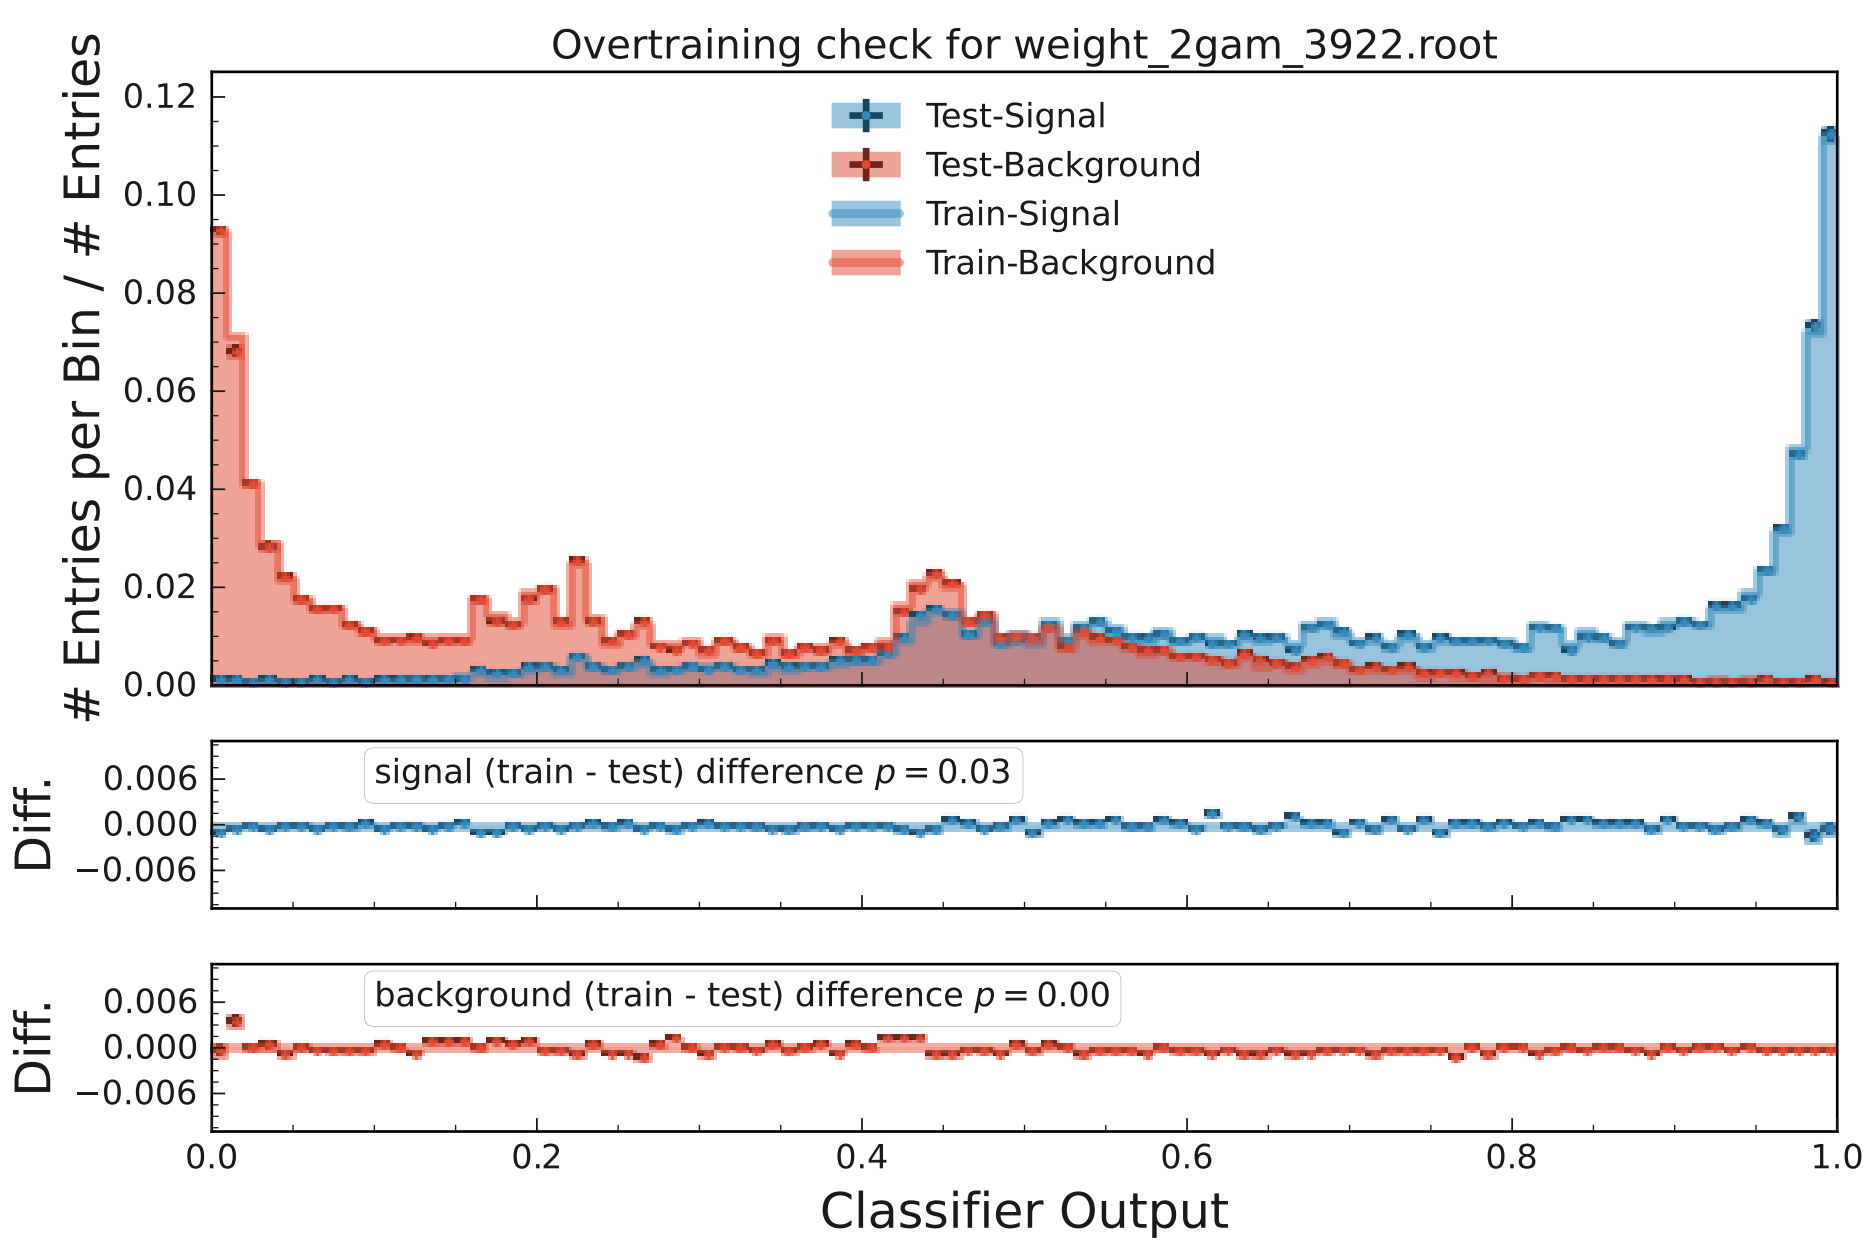 Overtraining check for weight_2gam_3922.root
# Entries per Bin / # Entries
0.12
0.10
0.08
0.06
0.04
0.02
0.00
Test-Signal
Test-Background
Train-Signal
Train-Background
Diff.
0.006
0.000
−0.006
signal (train - test) difference p = 0.03
Diff.
0.006
0.000
−0.006
background (train - test) difference p = 0.00
0.0 0.2 0.4 0.6 0.8 1.0
Classifier Output